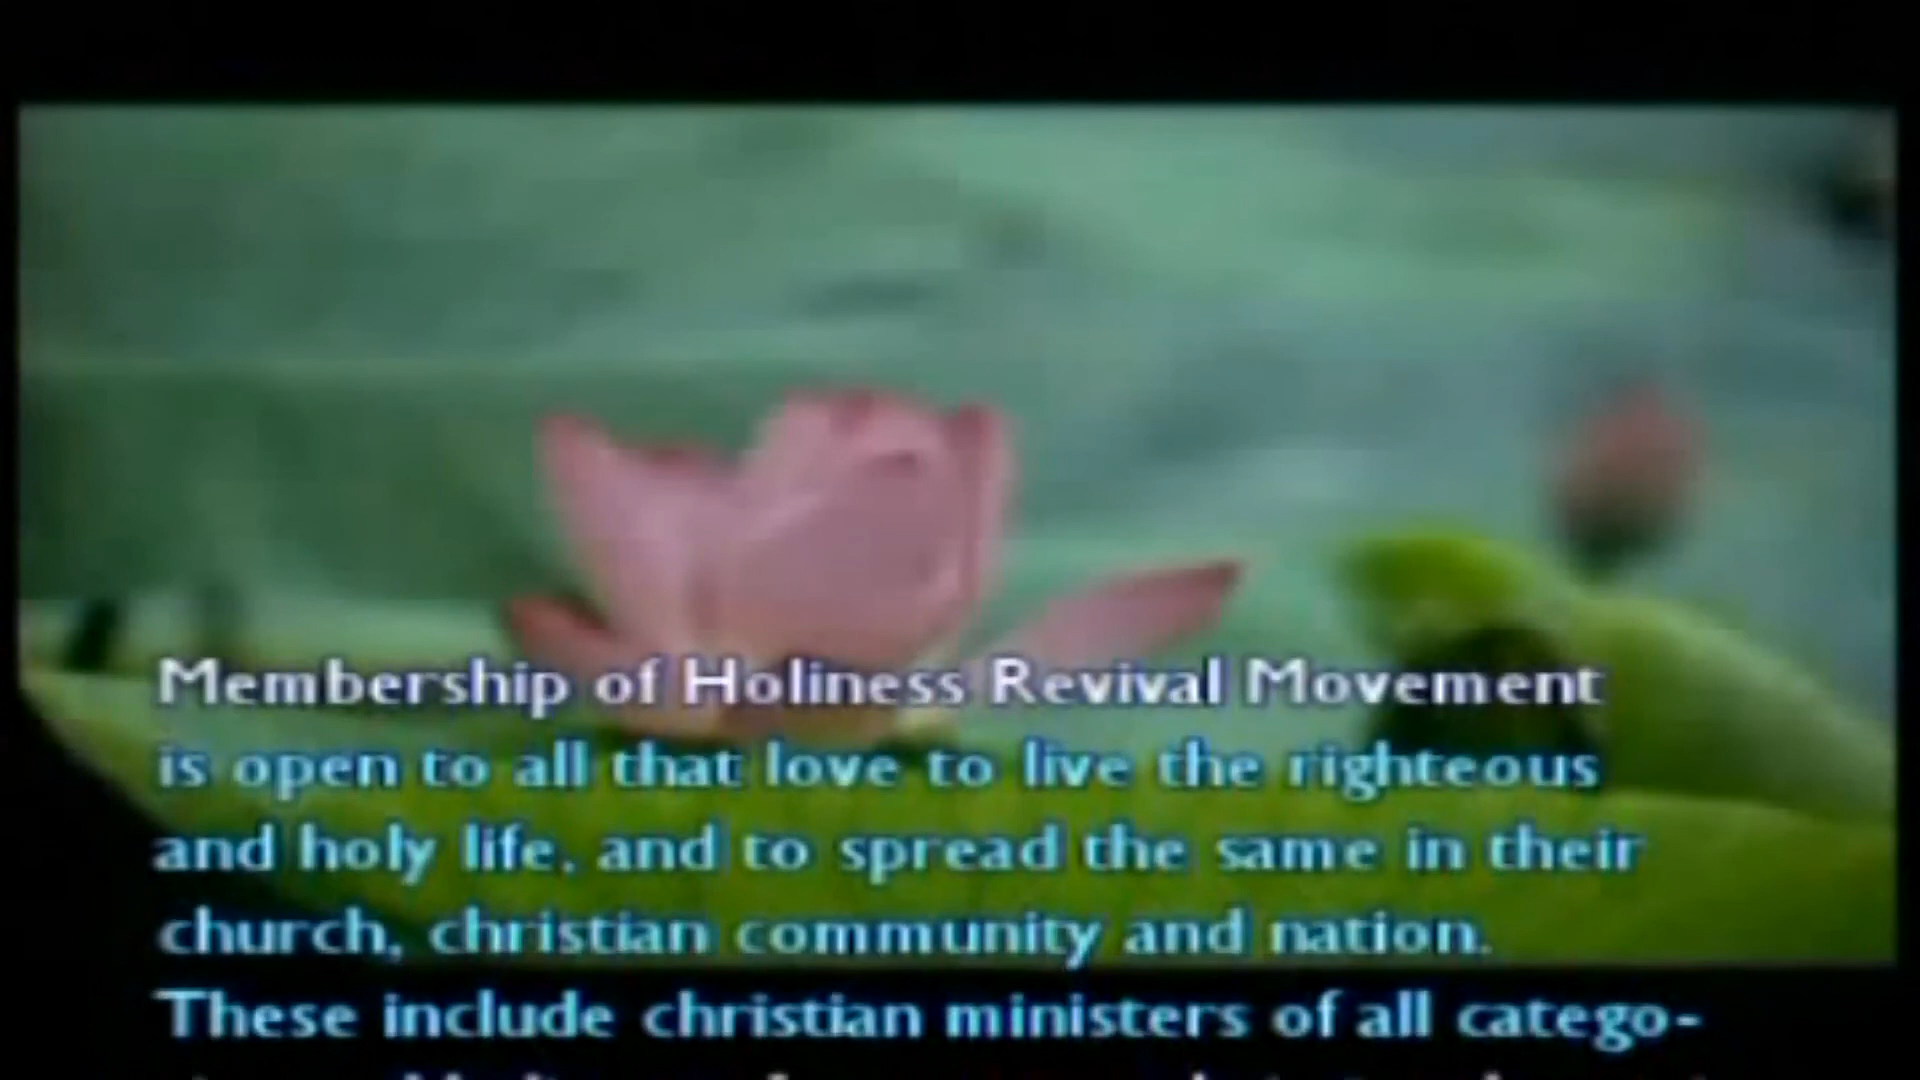 Membership of Holiness Revival Movement
is open to all that love to live the righteous
and holy life, and to spread the same in their
church, christian community and nation.
These include christian ministers of all catego-